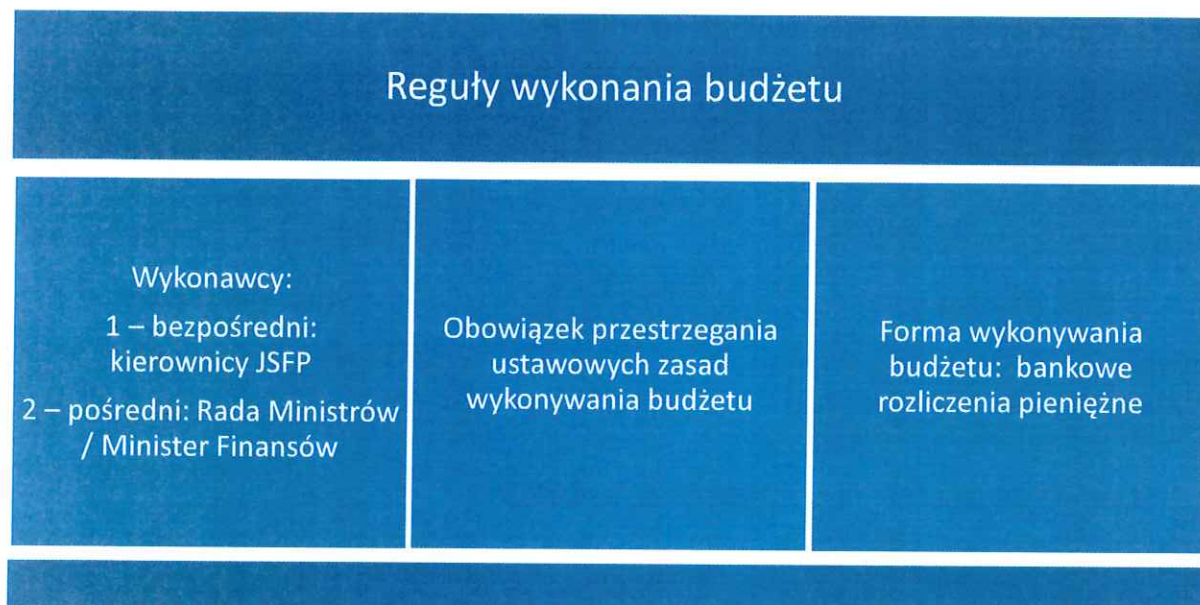 Reguły wykonania budżetu
Wykonawcy:
1 – bezpośredni:
kierownicy JSFP
2 – pośredni: Rada Ministrów
/ Minister Finansów
Obowiązek przestrzegania
ustawowych zasad
wykonywania budżetu
Forma wykonywania
budżetu:  bankowe
rozliczenia pieniężne